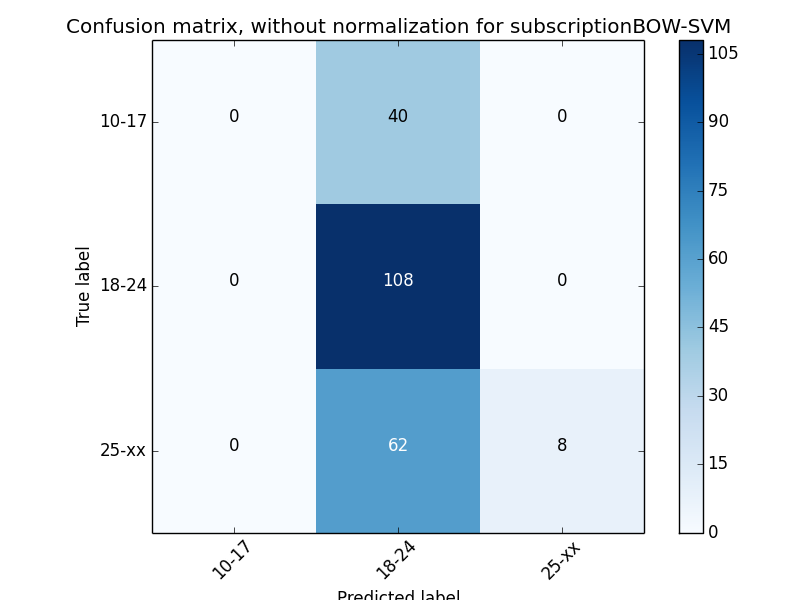 Confusion matrix, without normalization for subscriptionBOW-SVM
10-17 0 40 0
18-24 0 108 0
25-xx 0 62 8
True label
10-17 18-24 25-xx
Predicted label
105
90
75
60
45
30
15
0